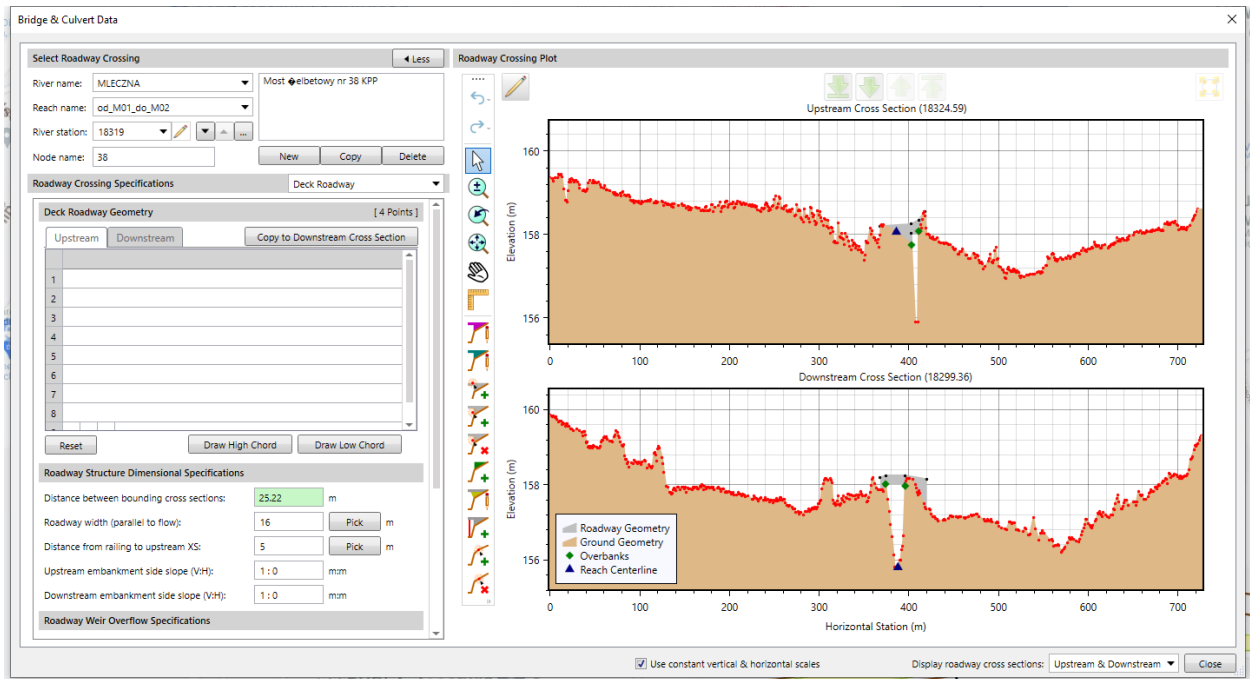 Bridge & Culvert Data
Select Roadway Crossing
Less
River name:
MLECZNA
Reach name:
od_M01_do_M02
River station:
18319
...
Node name:
38
Most �elbetowy nr 38 KPP
New
Copy
Delete
Roadway Crossing Specifications
Deck Roadway
Deck Roadway Geometry
[ 4 Points ]
Upstream
Downstream
Copy to Downstream Cross Section
1
2
3
4
5
6
7
8
Reset
Draw High Chord
Draw Low Chord
Roadway Structure Dimensional Specifications
Distance between bounding cross sections:
25.22
m
Roadway width (parallel to flow):
16
Pick
m
Distance from railing to upstream XS:
5
Pick
m
Upstream embankment side slope (V:H):
1 : 0
m:m
Downstream embankment side slope (V:H):
1 : 0
m:m
Roadway Weir Overflow Specifications
Roadway Crossing Plot
Upstream Cross Section (18324.59)
160
158
156
Elevation (m)
0 100 200 300 400 500 600 700
Downstream Cross Section (18299.36)
160
158
156
Elevation (m)
Roadway Geometry
Ground Geometry
Overbanks
Reach Centerline
0 100 200 300 400 500 600 700
Horizontal Station (m)
Use constant vertical & horizontal scales
Display roadway cross sections:
Upstream & Downstream
Close